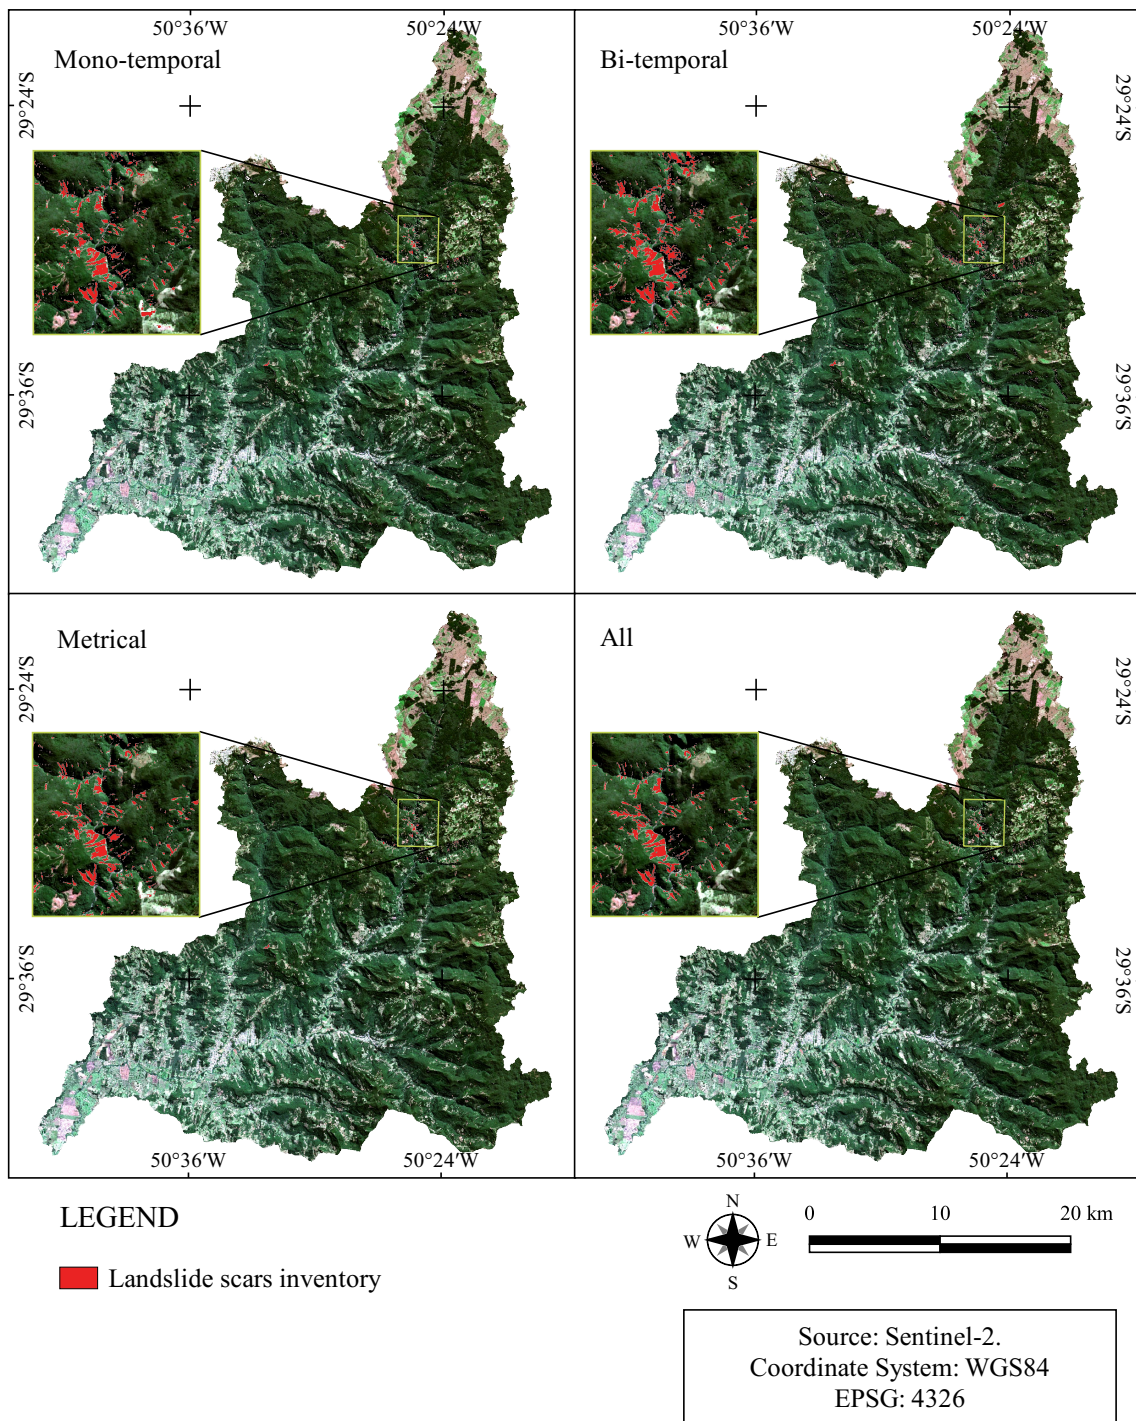 50°36'W
50°24'W
50°36'W
50°24'W
Mono-temporal
Bi-temporal
29°24'S
29°24'S
29°36'S
29°36'S
Metrical
All
29°24'S
29°24'S
29°36'S
29°36'S
50°36'W
50°24'W
50°36'W
50°24'W
LEGEND
Landslide scars inventory
N
W
E
S
0
10
20 km
Source: Sentinel-2.
Coordinate System: WGS84
EPSG: 4326